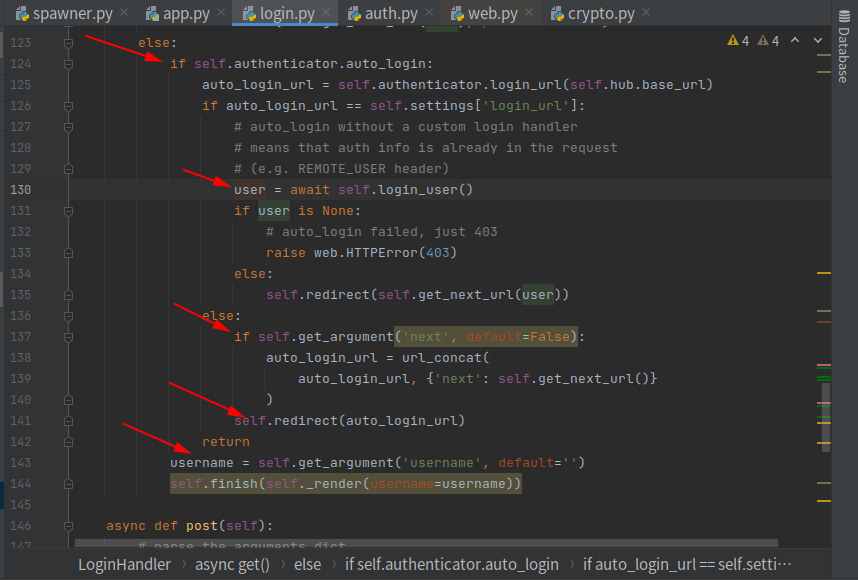 spawner.py × app.py × login.py × auth.py × web.py × crypto.py ×
4 4
Database
123 else:
124 if self.authenticator.auto_login:
125 auto_login_url = self.authenticator.login_url(self.hub.base_url)
126 if auto_login_url == self.settings['login_url']:
127 # auto_login without a custom login handler
128 # means that auth info is already in the request
129 # (e.g. REMOTE_USER header)
130 user = await self.login_user()
131 if user is None:
132 # auto_login failed, just 403
133 raise web.HTTPError(403)
134 else:
135 self.redirect(self.get_next_url(user))
136 else:
137 if self.get_argument('next', default=False):
138 auto_login_url = url_concat(
139 auto_login_url, {'next': self.get_next_url()}
140 )
141 self.redirect(auto_login_url)
142 return
143 username = self.get_argument('username', default='')
144 self.finish(self._render(username=username))
145
146 async def post(self):
147 # parse the arguments dict
LoginHandler › async get() › else › if self.authenticator.auto_login › if auto_login_url == self.setti···